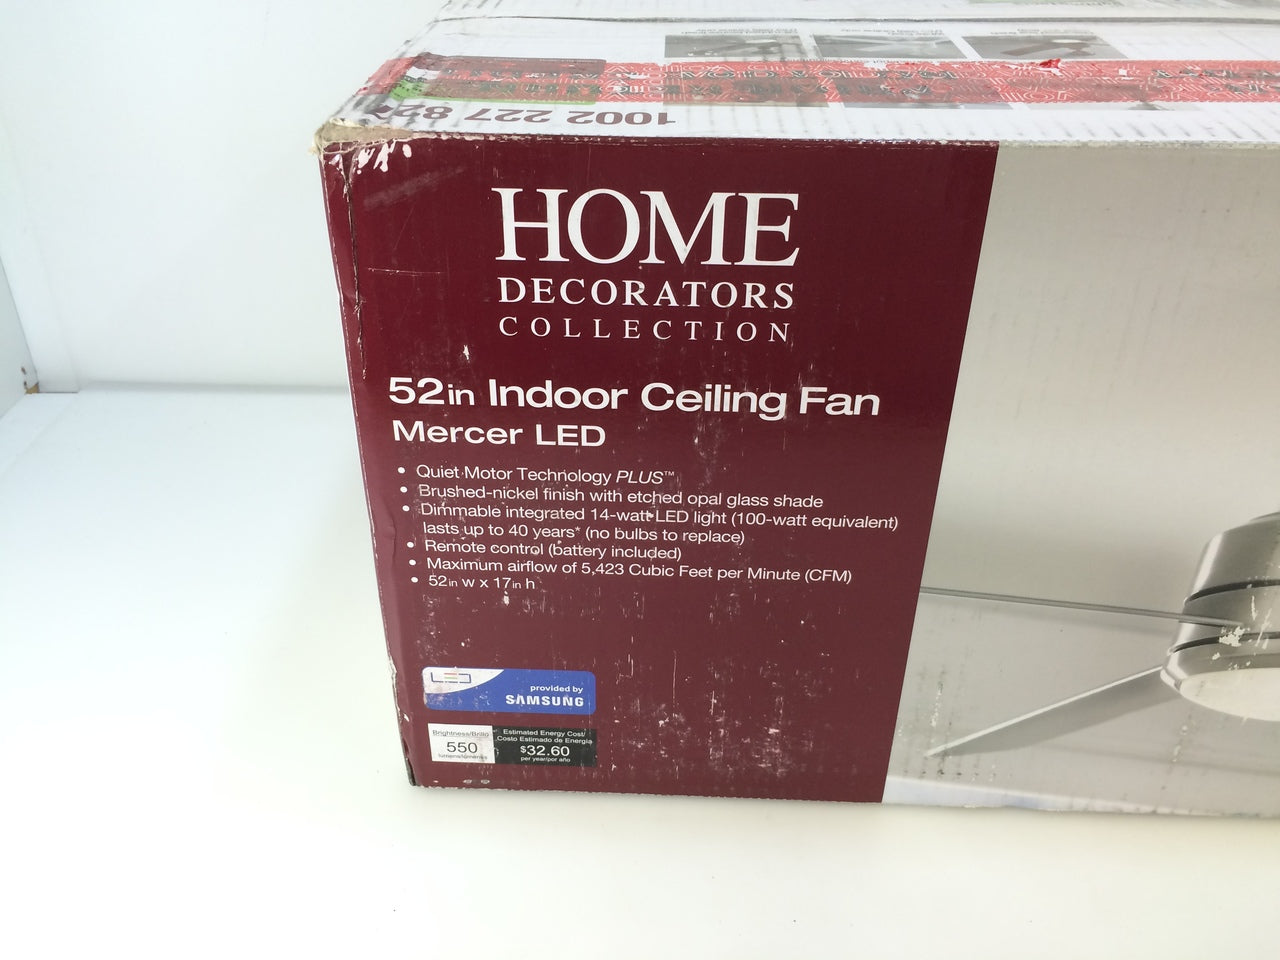 1002 227 82
HOME
DECORATORS
COLLECTION
52in Indoor Ceiling Fan
Mercer LED
• Quiet Motor Technology PLUS™
• Brushed-nickel finish with etched opal glass shade
• Dimmable integrated 14-watt LED light (100-watt equivalent)
lasts up to 40 years* (no bulbs to replace)
• Remote control (battery included)
• Maximum airflow of 5,423 Cubic Feet per Minute (CFM)
• 52in w x 17in h
LED
provided by
SAMSUNG
Brightness/Brillo
550
lumens/lúmenes
Estimated Energy Cost/
Costo Estimado de Energía
$32.60
per year/por año